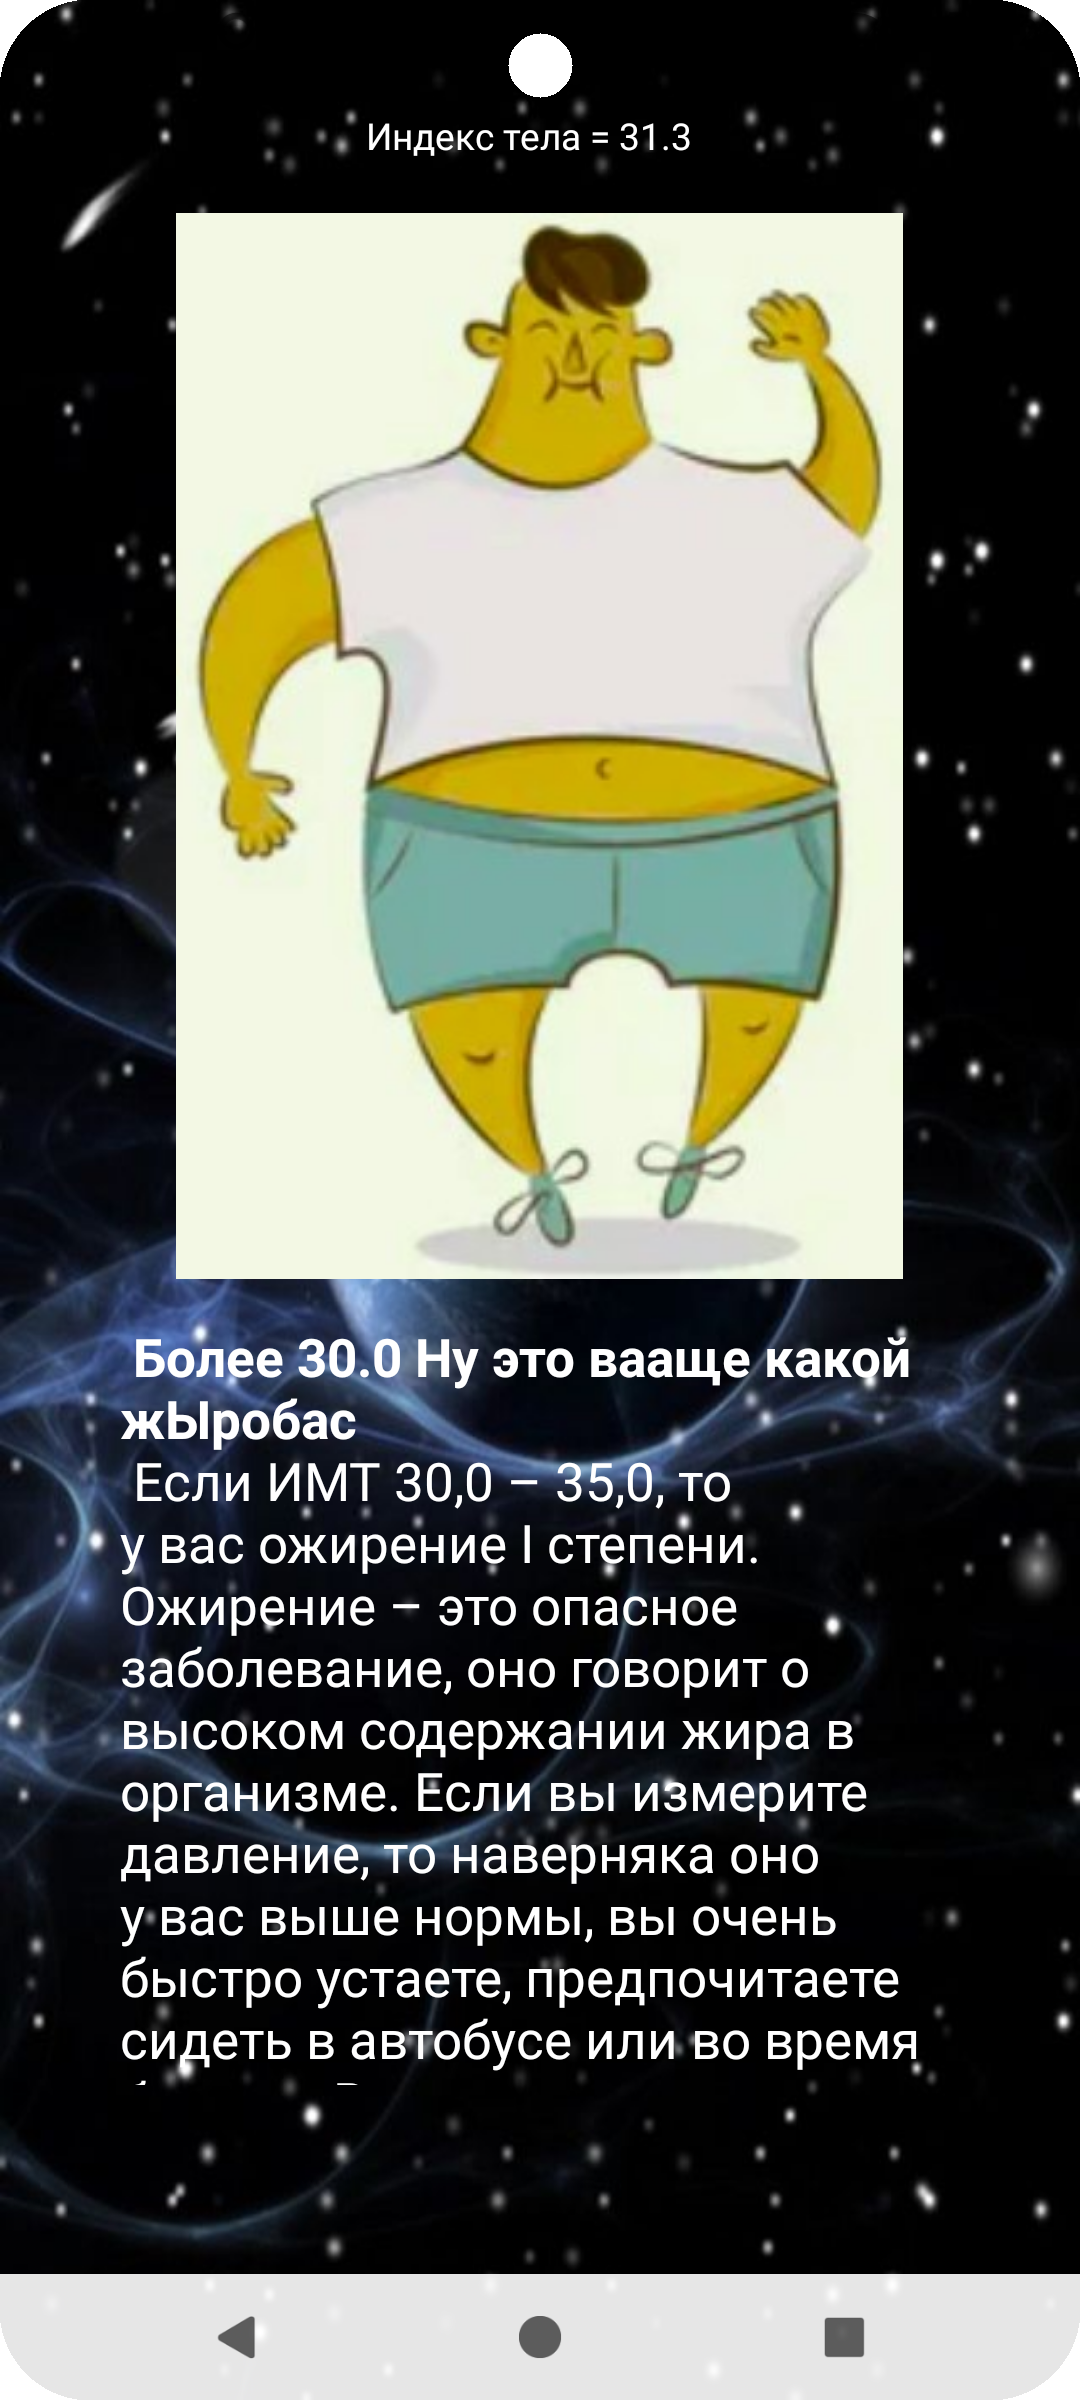 Индекс тела = 31.3
Более 30.0 Ну это вааще какой
жЫробас
Если ИМТ 30,0 – 35,0, то
у вас ожирение I степени.
Ожирение – это опасное
заболевание, оно говорит о
высоком содержании жира в
организме. Если вы измерите
давление, то наверняка оно
у вас выше нормы, вы очень
быстро устаете, предпочитаете
сидеть в автобусе или во время